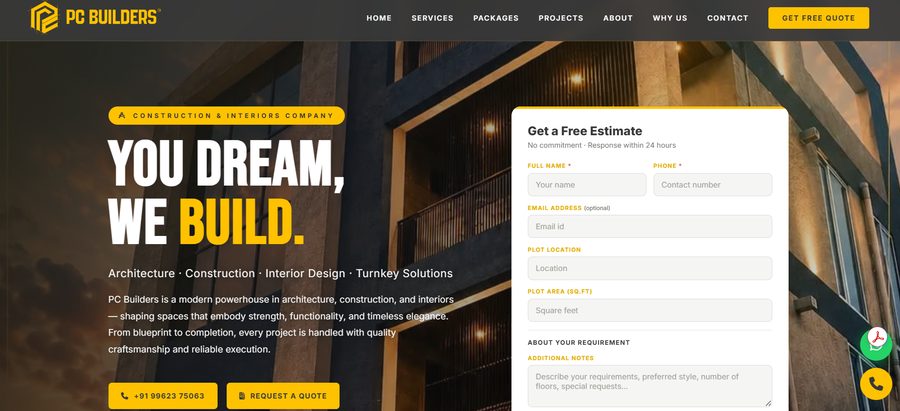 PC BUILDERS
HOME SERVICES PACKAGES PROJECTS ABOUT WHY US CONTACT GET FREE QUOTE
CONSTRUCTION & INTERIORS COMPANY
YOU DREAM,
WE BUILD.
Architecture · Construction · Interior Design · Turnkey Solutions
PC Builders is a modern powerhouse in architecture, construction, and interiors
— shaping spaces that embody strength, functionality, and timeless elegance.
From blueprint to completion, every project is handled with quality
craftsmanship and reliable execution.
+91 99623 75063 REQUEST A QUOTE
Get a Free Estimate
No commitment · Response within 24 hours
FULL NAME * PHONE *
Your name Contact number
EMAIL ADDRESS (optional)
Email id
PLOT LOCATION
Location
PLOT AREA (SQ.FT)
Square feet
ABOUT YOUR REQUIREMENT
ADDITIONAL NOTES
Describe your requirements, preferred style, number of
floors, special requests...